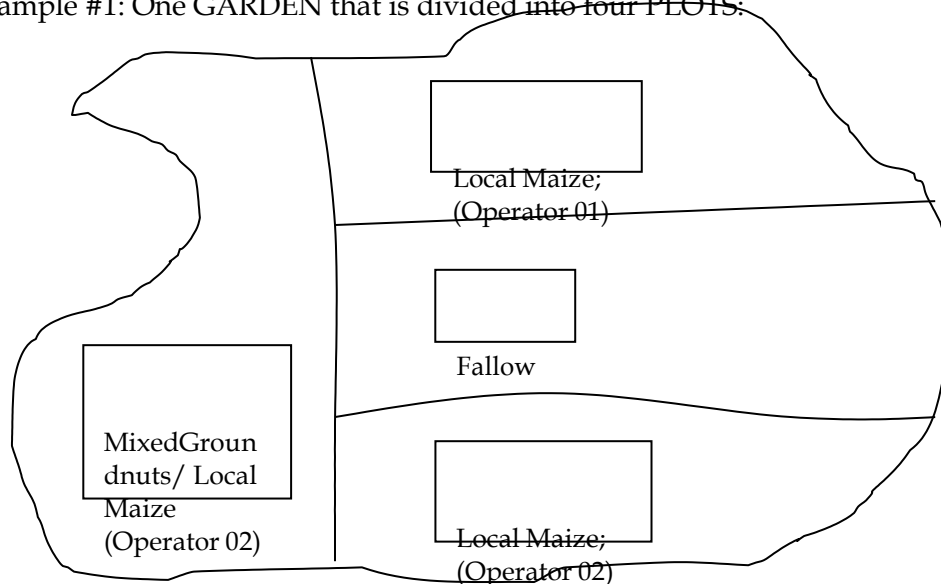 ample #1: One GARDEN that is divided into four PLOTS:
Local Maize;
(Operator 01)
Fallow
MixedGroun
dnuts/ Local
Maize
(Operator 02)
Local Maize;
(Operator 02)